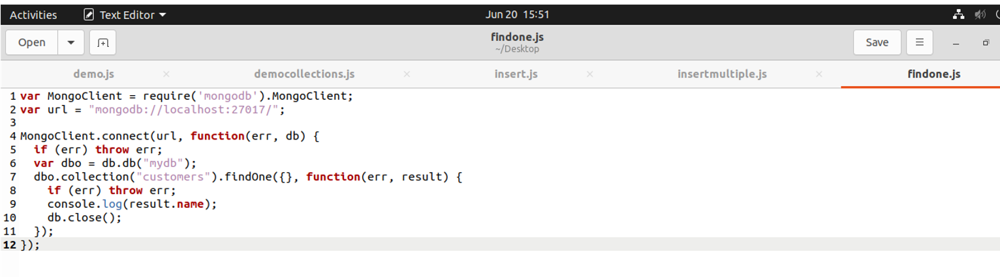 Activities Text Editor Jun 20 15:51
Open findone.js Save
~/Desktop
demo.js democollections.js insert.js insertmultiple.js findone.js
1 var MongoClient = require('mongodb').MongoClient;
2 var url = "mongodb://localhost:27017/";
3
4 MongoClient.connect(url, function(err, db) {
5   if (err) throw err;
6   var dbo = db.db("mydb");
7   dbo.collection("customers").findOne({}, function(err, result) {
8     if (err) throw err;
9     console.log(result.name);
10     db.close();
11   });
12 });